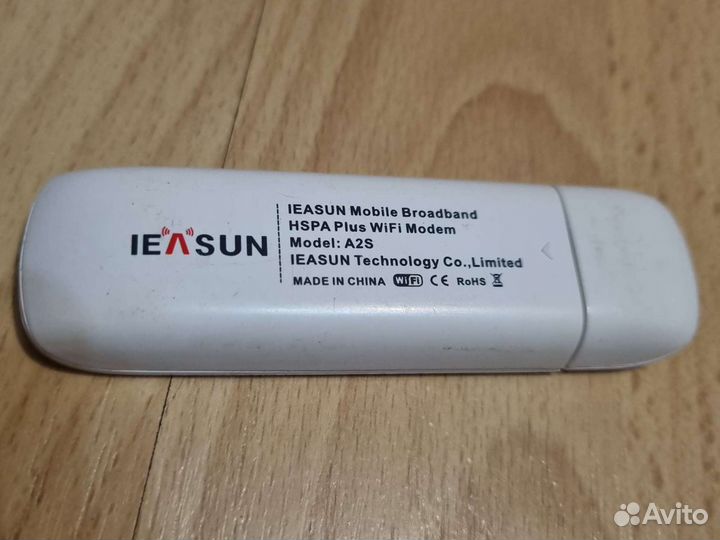 IEASUN
IEASUN Mobile Broadband
HSPA Plus WiFi Modem
Model: A2S
IEASUN Technology Co.,Limited
MADE IN CHINA WiFi CE RoHS
Avito